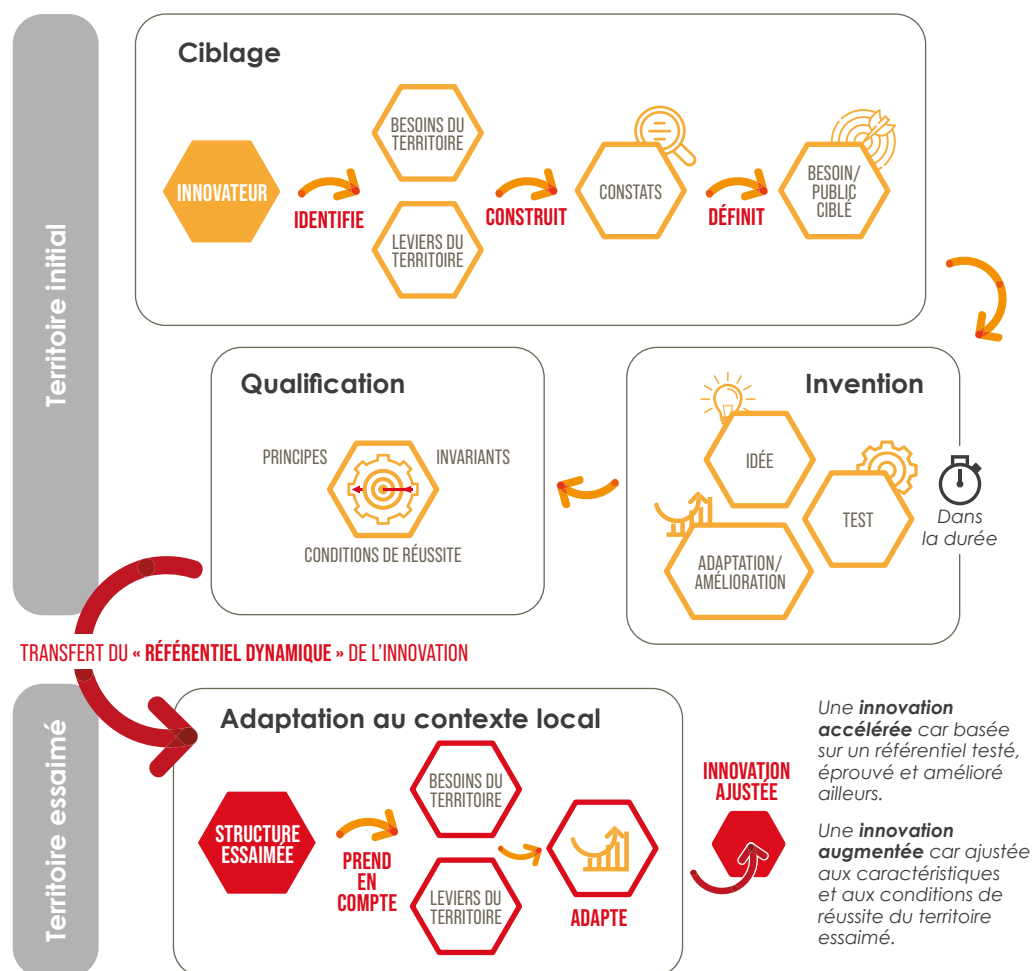 Territoire initial
Ciblage
INNOVATEUR
IDENTIFIE
BESOINS DU
TERRITOIRE
LEVIERS DU
TERRITOIRE
CONSTRUIT
CONSTATS
DÉFINIT
BESOIN/
PUBLIC
CIBLÉ
Invention
IDÉE
TEST
ADAPTATION/
AMÉLIORATION
Dans
la durée
Qualification
PRINCIPES
INVARIANTS
CONDITIONS DE RÉUSSITE
TRANSFERT DU « RÉFÉRENTIEL DYNAMIQUE » DE L’INNOVATION
Territoire essaimé
Adaptation au contexte local
STRUCTURE
ESSAIMÉE
PREND
EN
COMPTE
BESOINS DU
TERRITOIRE
LEVIERS DU
TERRITOIRE
ADAPTE
INNOVATION
AJUSTÉE
Une innovation
accélérée car basée
sur un référentiel testé,
éprouvé et amélioré
ailleurs.
Une innovation
augmentée car ajustée
aux caractéristiques
et aux conditions de
réussite du territoire
essaimé.